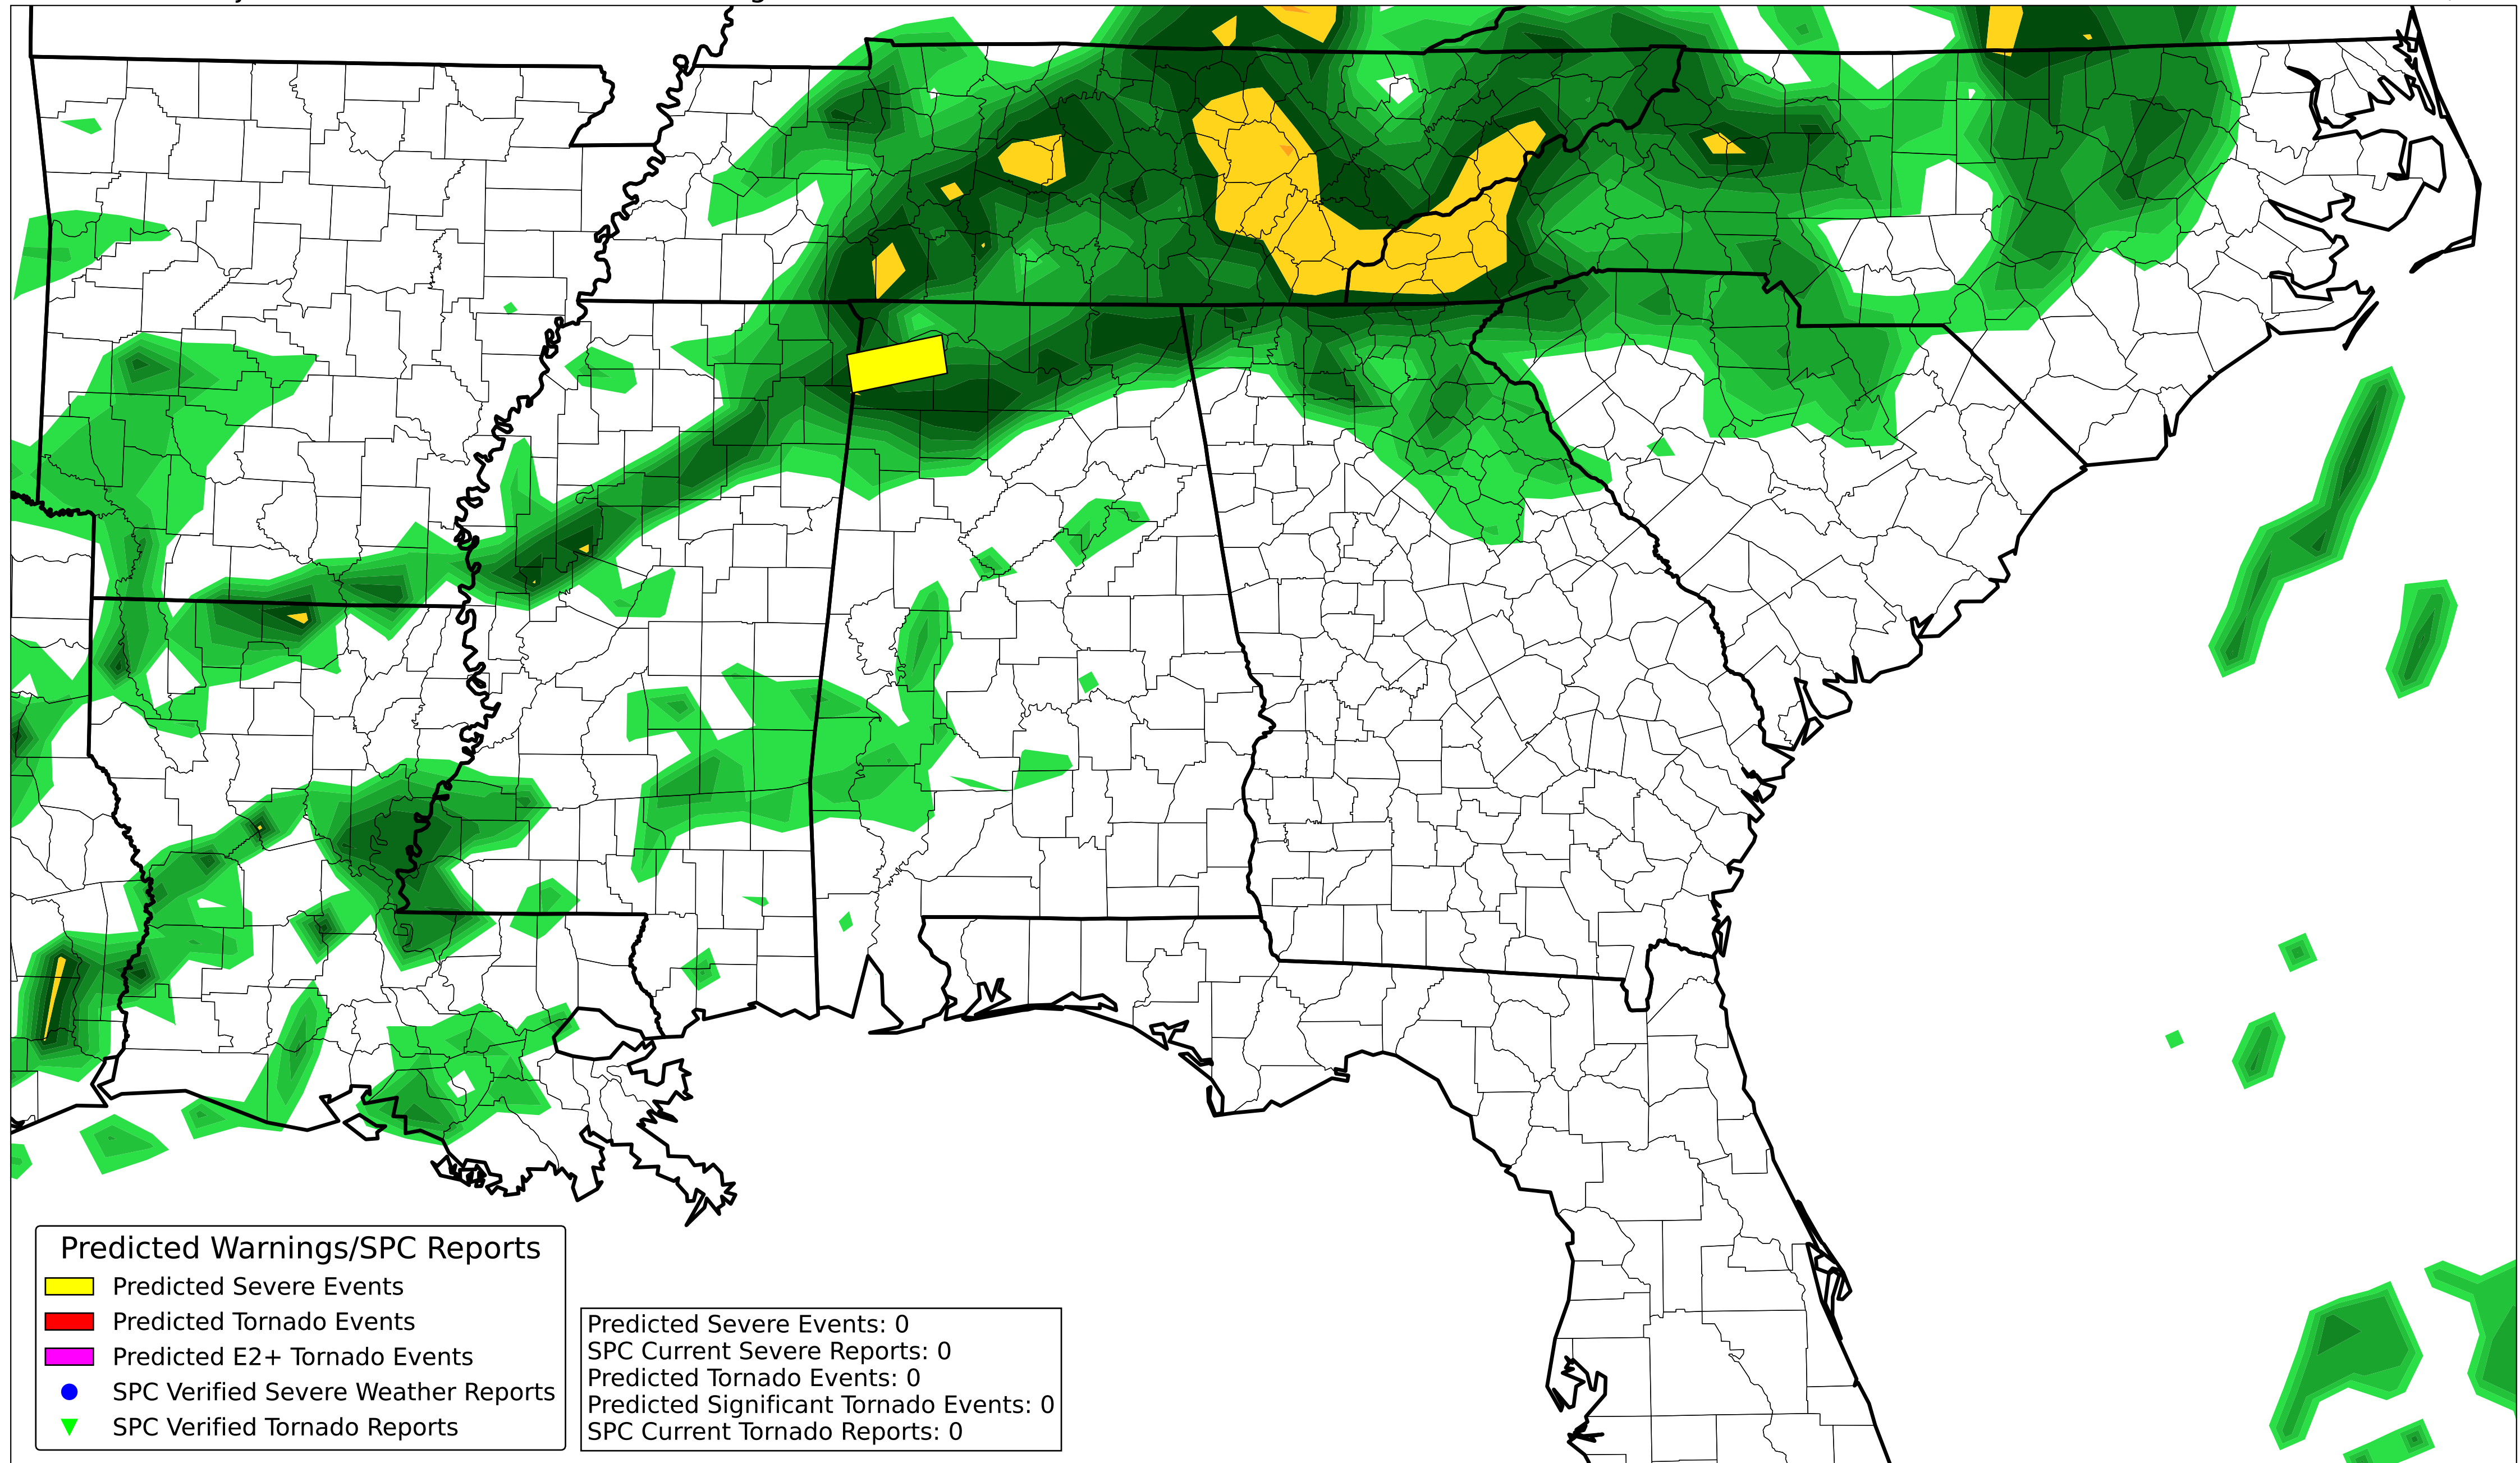 Predicted Warnings/SPC Reports
Predicted Severe Events
Predicted Tornado Events
Predicted E2+ Tornado Events
SPC Verified Severe Weather Reports
SPC Verified Tornado Reports
Predicted Severe Events: 0
SPC Current Severe Reports: 0
Predicted Tornado Events: 0
Predicted Significant Tornado Events: 0
SPC Current Tornado Reports: 0